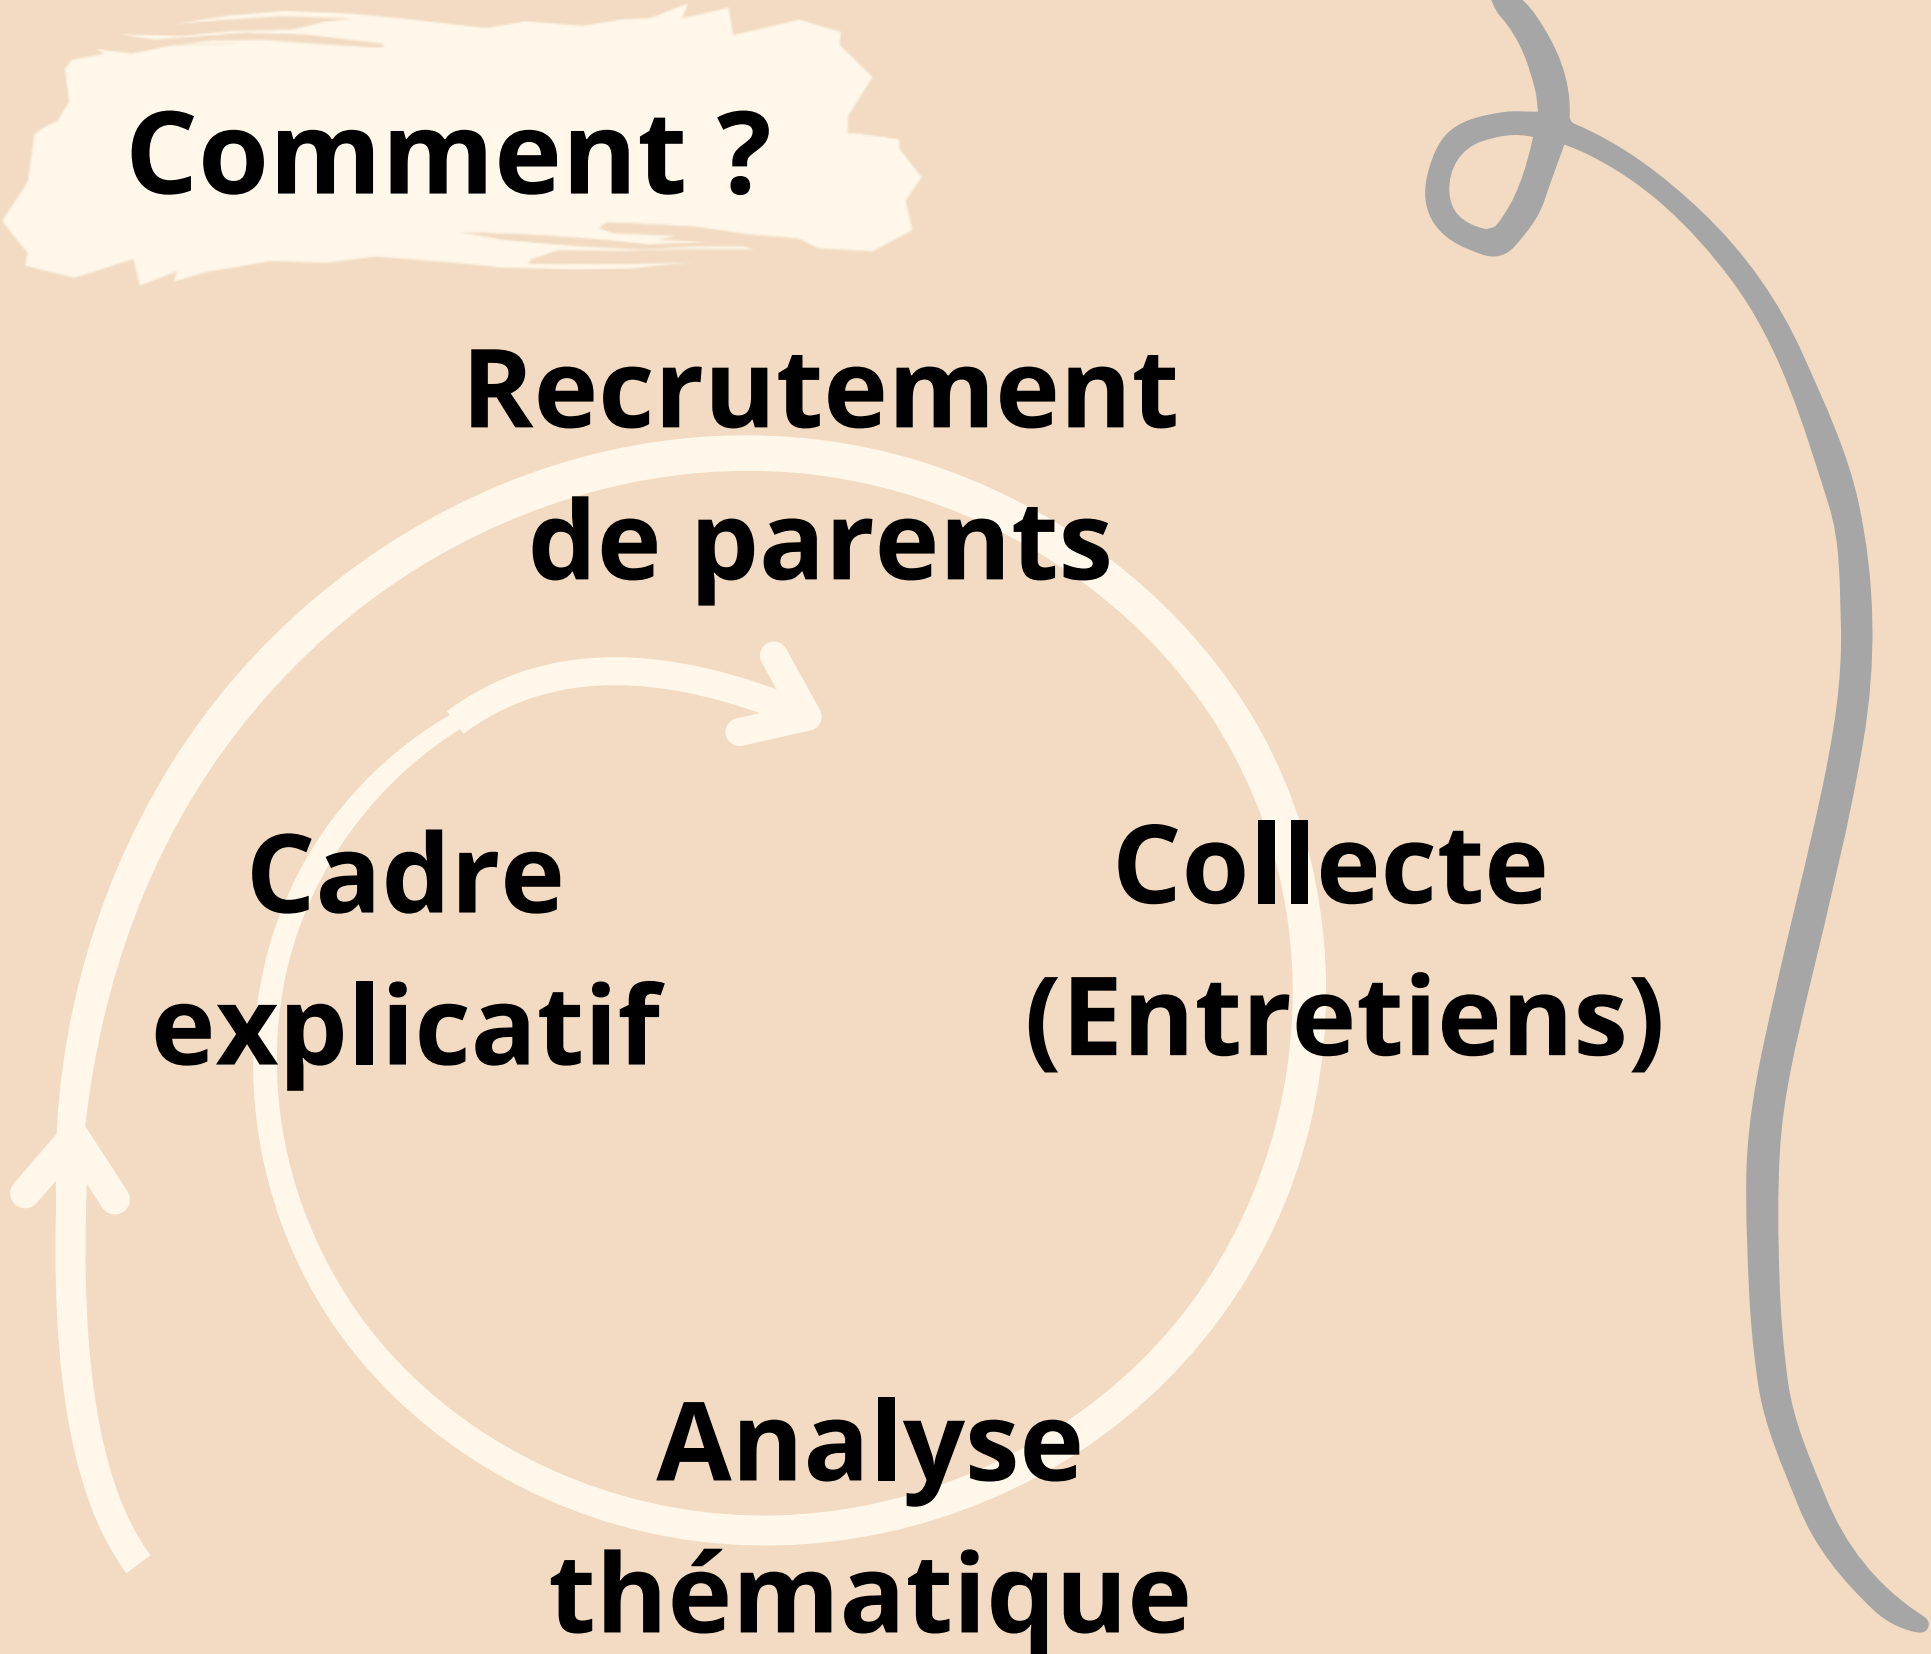 Comment ?
Recrutement
de parents
Cadre
explicatif
Collecte
(Entretiens)
Analyse
thématique